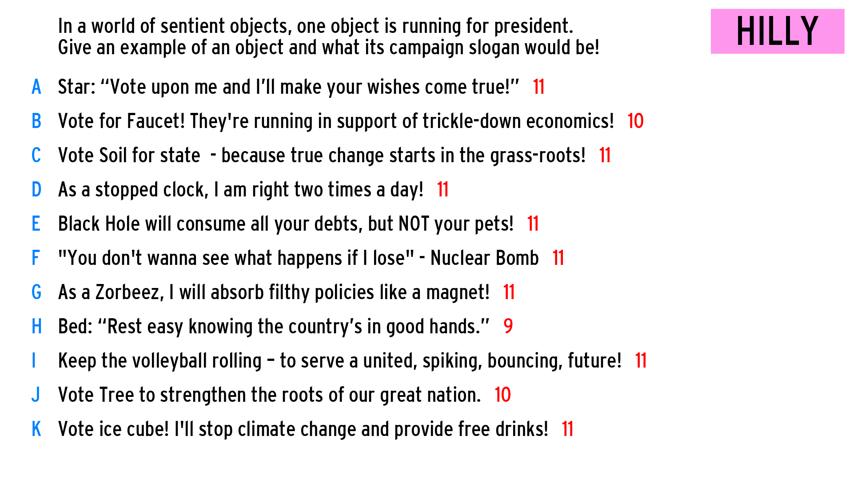 In a world of sentient objects, one object is running for president.
HILLY
Give an example of an object and what its campaign slogan would be!
A Star: “Vote upon me and I’ll make your wishes come true!” 11
B Vote for Faucet! They're running in support of trickle-down economics! 10
C Vote Soil for state - because true change starts in the grass-roots! 11
D As a stopped clock, I am right two times a day! 11
E Black Hole will consume all your debts, but NOT your pets! 11
F "You don't wanna see what happens if I lose" - Nuclear Bomb 11
G As a Zorbeez, I will absorb filthy policies like a magnet! 11
H Bed: “Rest easy knowing the country’s in good hands.” 9
I Keep the volleyball rolling – to serve a united, spiking, bouncing, future! 11
J Vote Tree to strengthen the roots of our great nation. 10
K Vote ice cube! I'll stop climate change and provide free drinks! 11